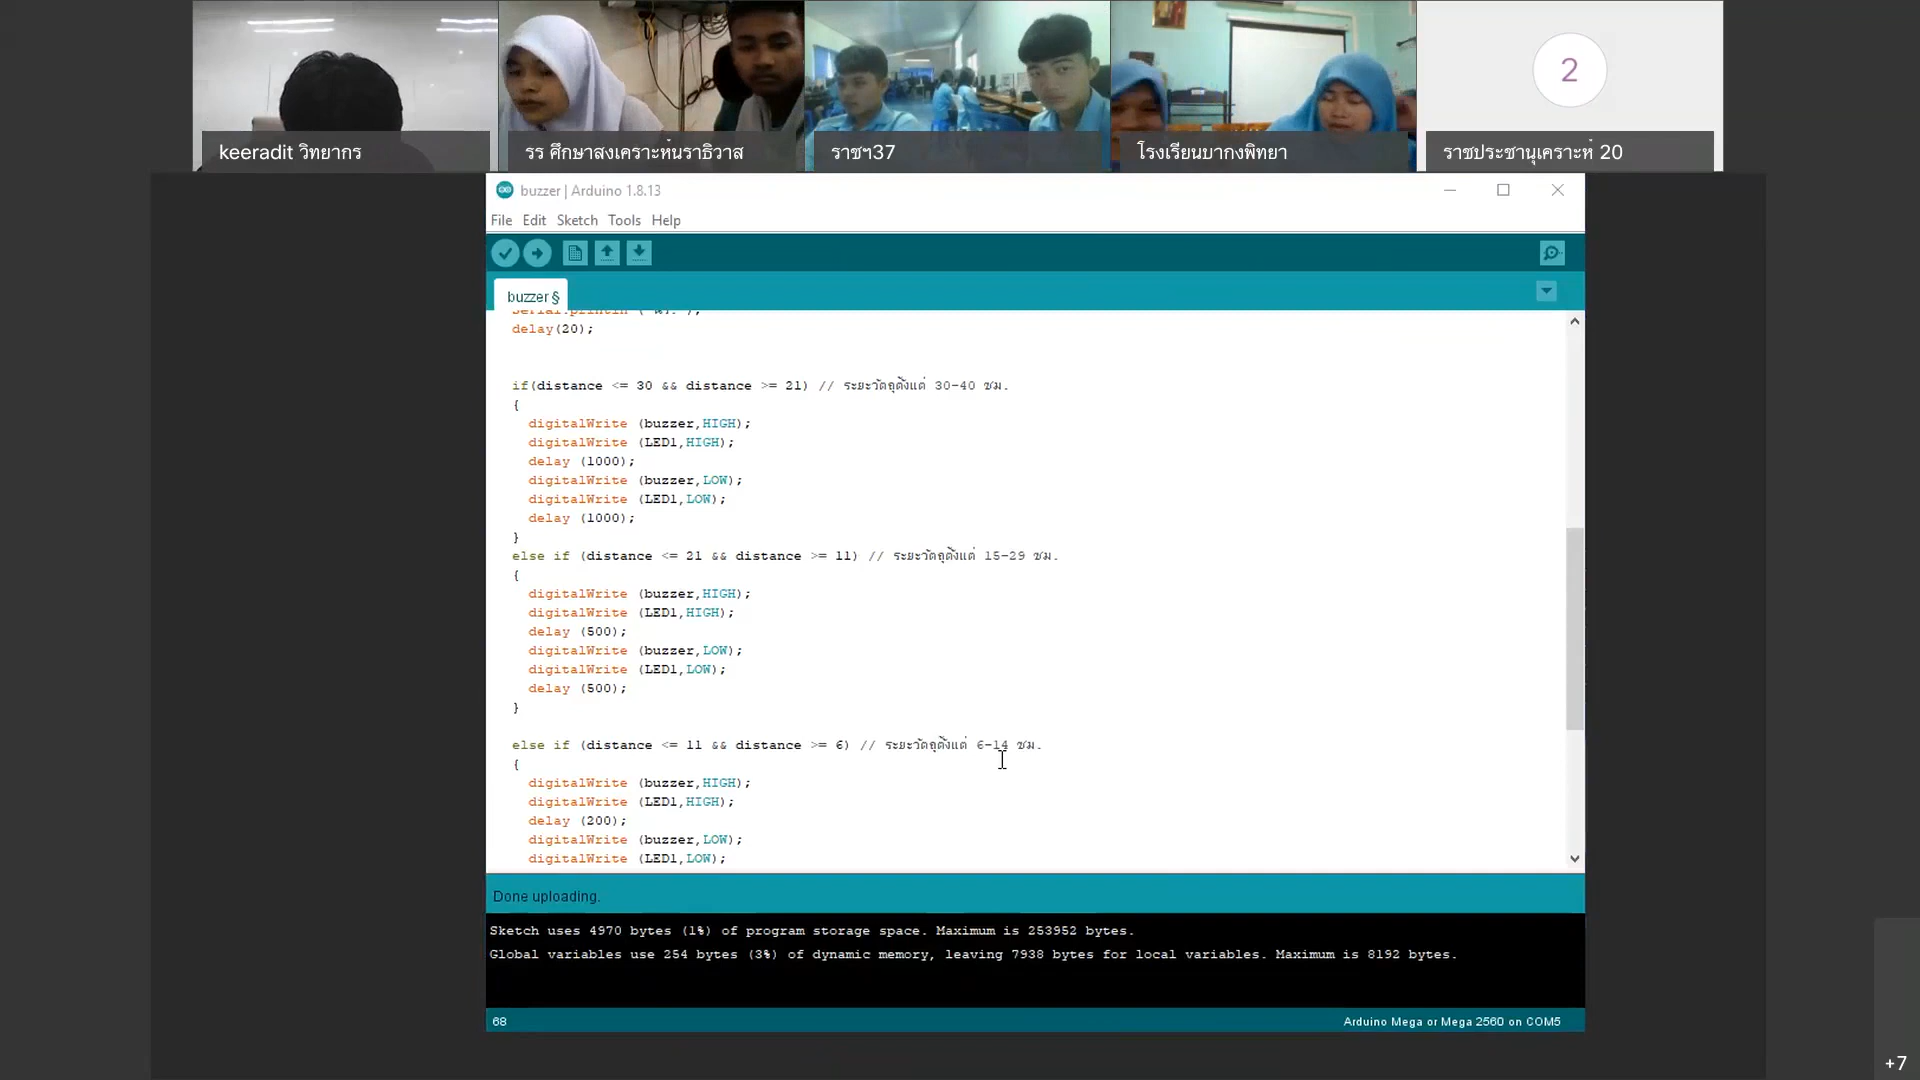 keeradit วิทยากร
รร ศึกษาสงเคราะห์นราธิวาส
ราชฯ37
โรงเรียนบากงพิทยา
2
ราชประชานุเคราะห์ 20
buzzer | Arduino 1.8.13
File Edit Sketch Tools Help
buzzer §
delay(20);
if(distance <= 30 && distance >= 21) // ระยะวัตถุตั้งแต่ 30-40 ซม.
{
digitalWrite (buzzer,HIGH);
digitalWrite (LED1,HIGH);
delay (1000);
digitalWrite (buzzer,LOW);
digitalWrite (LED1,LOW);
delay (1000);
}
else if (distance <= 21 && distance >= 11) // ระยะวัตถุตั้งแต่ 15-29 ซม.
{
digitalWrite (buzzer,HIGH);
digitalWrite (LED1,HIGH);
delay (500);
digitalWrite (buzzer,LOW);
digitalWrite (LED1,LOW);
delay (500);
}
else if (distance <= 11 && distance >= 6) // ระยะวัตถุตั้งแต่ 6-14 ซม.
{
digitalWrite (buzzer,HIGH);
digitalWrite (LED1,HIGH);
delay (200);
digitalWrite (buzzer,LOW);
digitalWrite (LED1,LOW);
Done uploading.
Sketch uses 4970 bytes (1%) of program storage space. Maximum is 253952 bytes.
Global variables use 254 bytes (3%) of dynamic memory, leaving 7938 bytes for local variables. Maximum is 8192 bytes.
68
Arduino Mega or Mega 2560 on COM5
+7